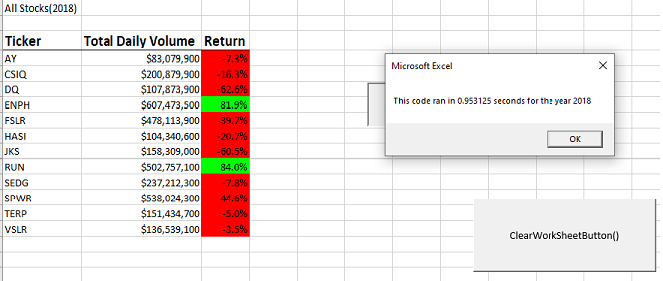 All Stocks(2018)
Ticker Total Daily Volume Return
AY $83,079,900 -7.3%
CSIQ $200,879,900 -16.3%
DQ $107,873,900 -62.6%
ENPH $607,473,500 81.9%
FSLR $478,113,900 -39.7%
HASI $104,340,600 -20.7%
JKS $158,309,000 -60.5%
RUN $502,757,100 84.0%
SEDG $237,212,300 -7.8%
SPWR $538,024,300 -44.6%
TERP $151,434,700 -5.0%
VSLR $136,539,100 -3.5%
Microsoft Excel
This code ran in 0.953125 seconds for the year 2018
OK
ClearWorkSheetButton()